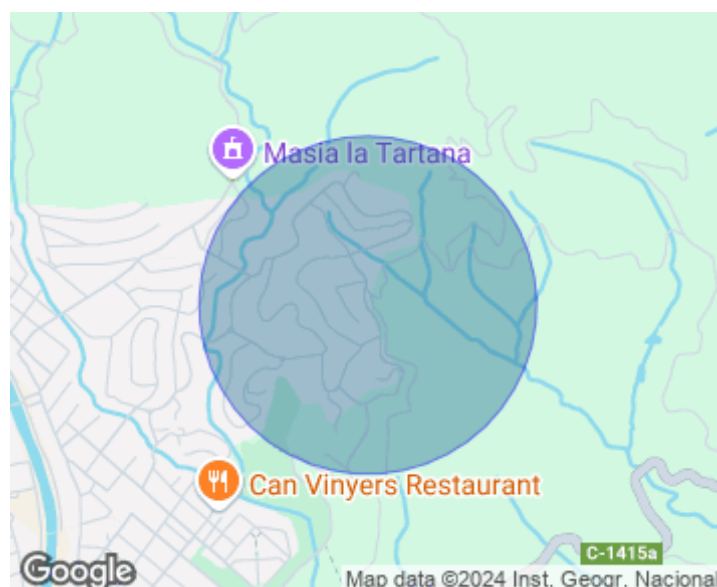 Masia la Tartana
Can Vinyers Restaurant
C-1415a
Google
Map data ©2024 Inst. Geogr. Nacional